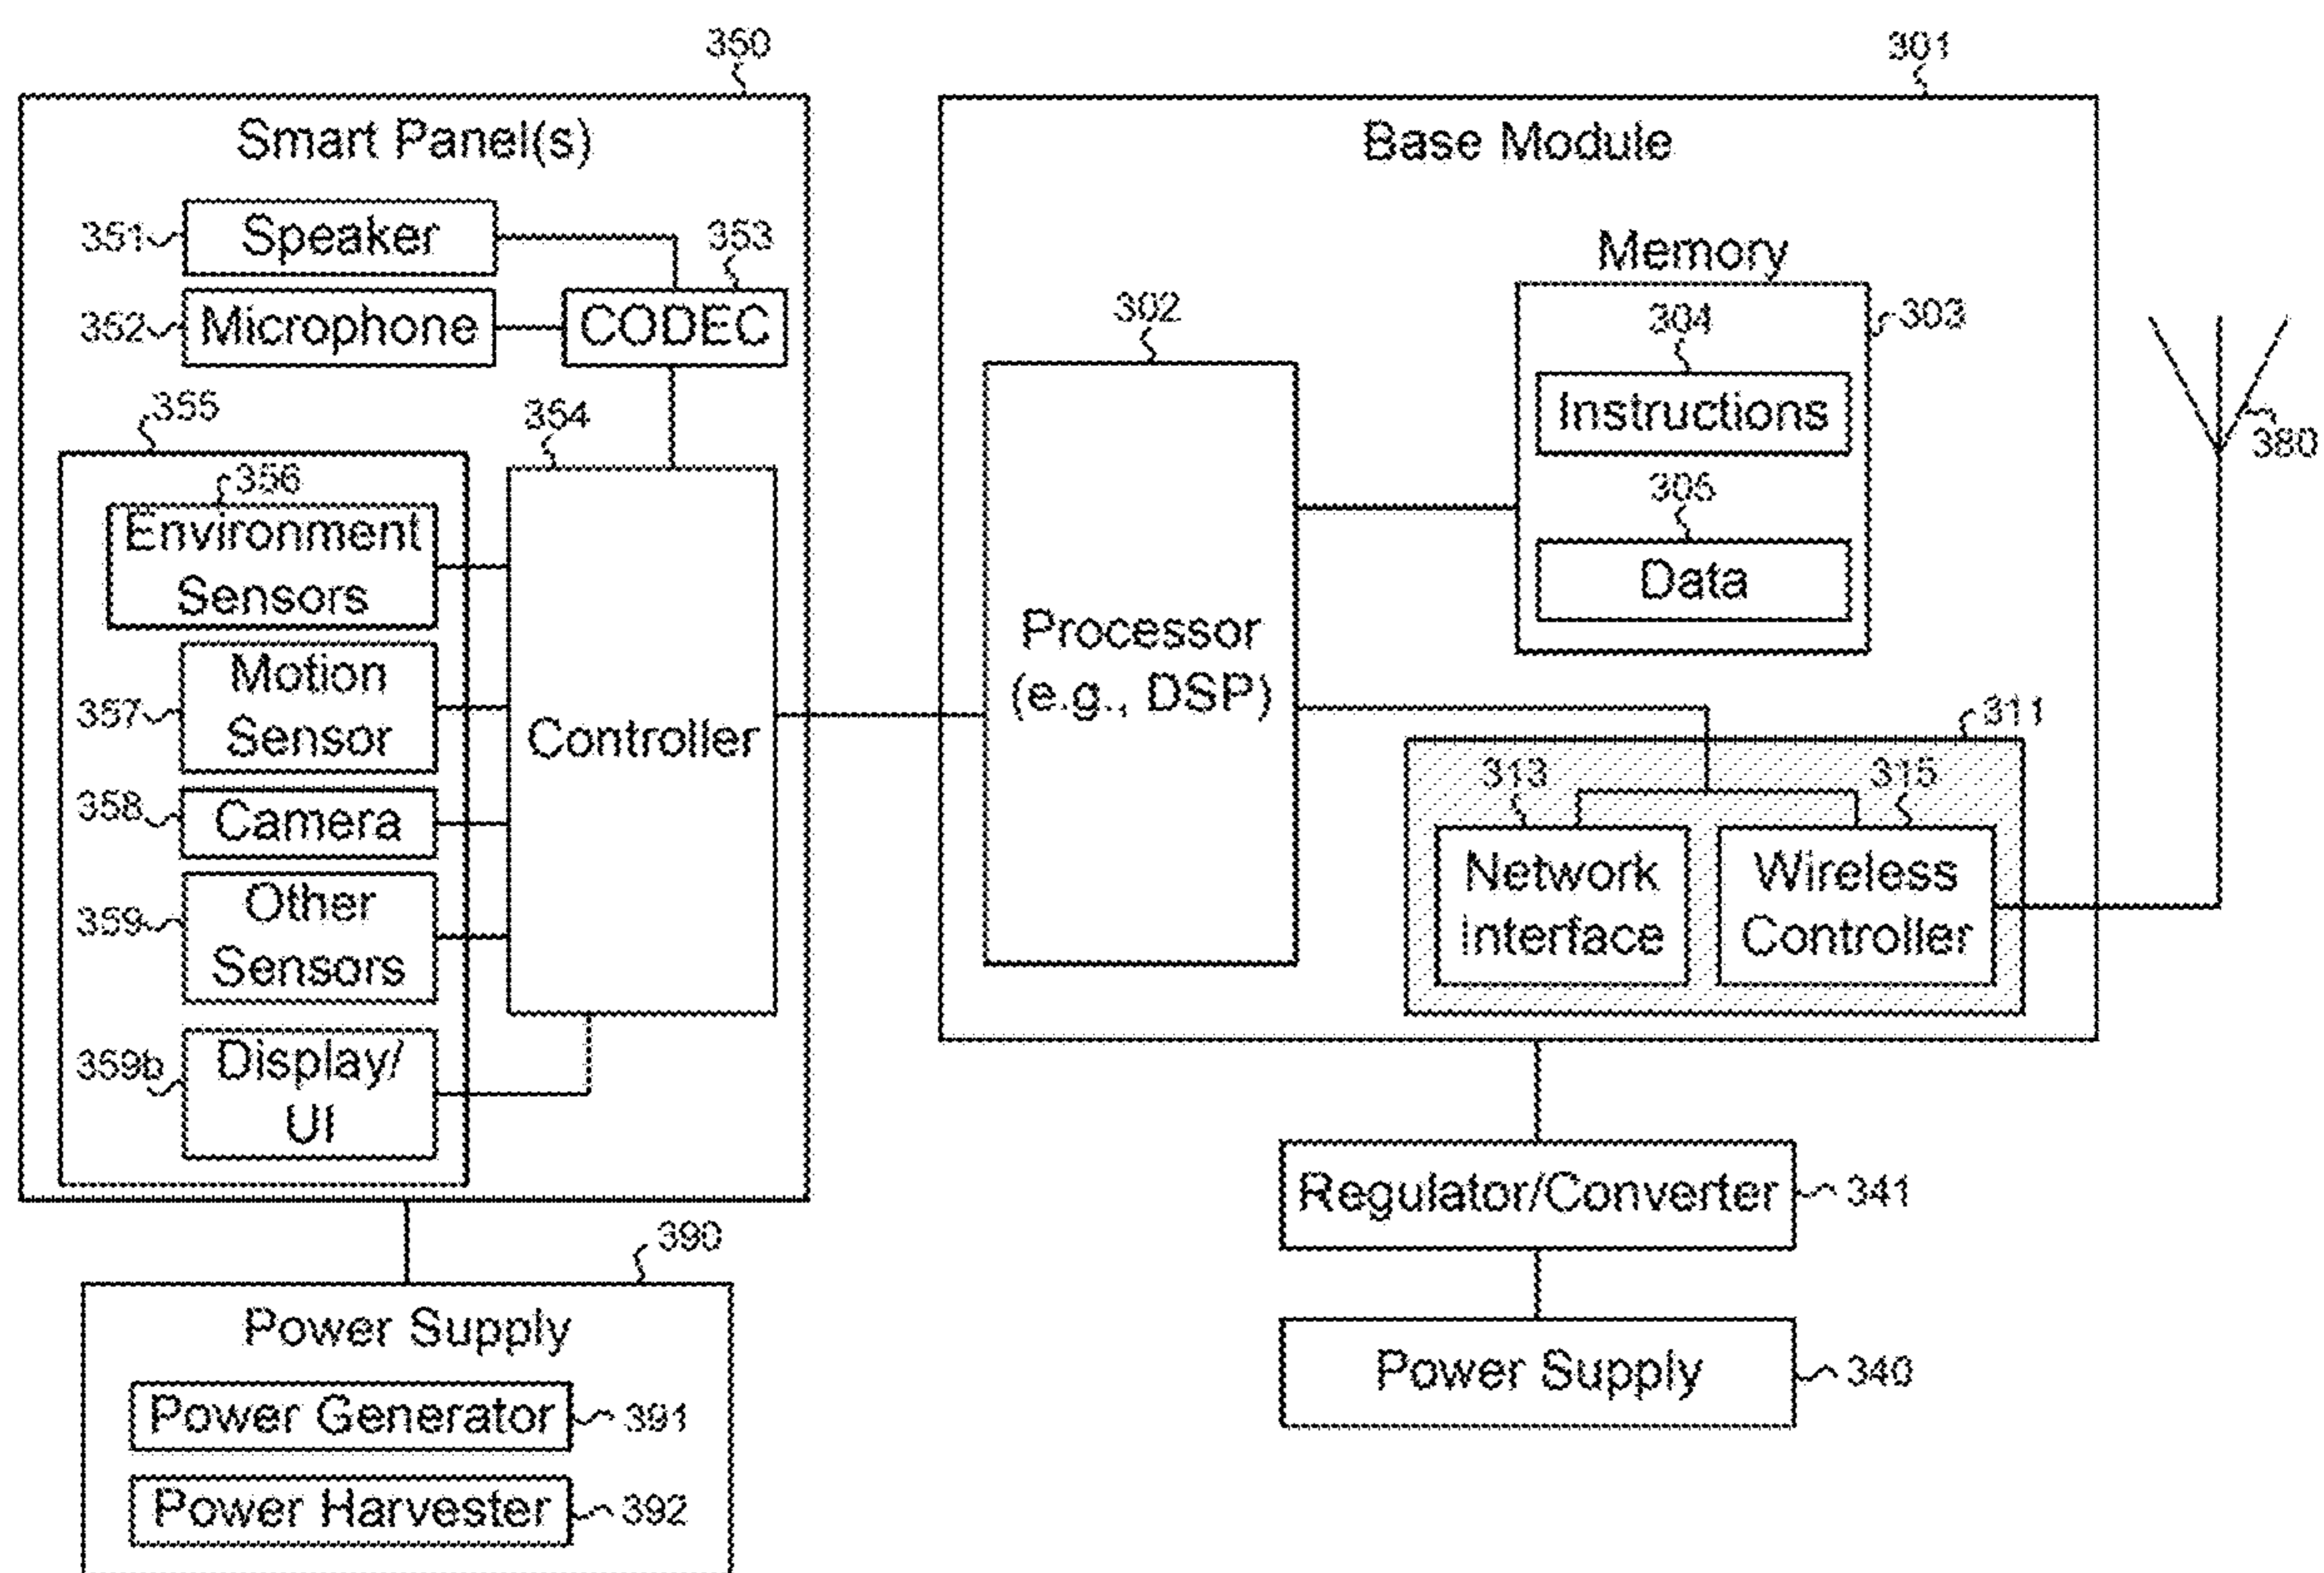 350
Smart Panel(s)
351
Speaker
353
352
Microphone
CODEC
355
354
356
Environment
Sensors
357
Motion
Sensor
Controller
358
Camera
359
Other
Sensors
359b
Display/
UI
390
Power Supply
Power Generator
391
Power Harvester
392
301
Base Module
Memory
302
303
304
Instructions
305
Data
Processor
(e.g., DSP)
311
313
315
Network
Interface
Wireless
Controller
380
Regulator/Converter
341
Power Supply
340